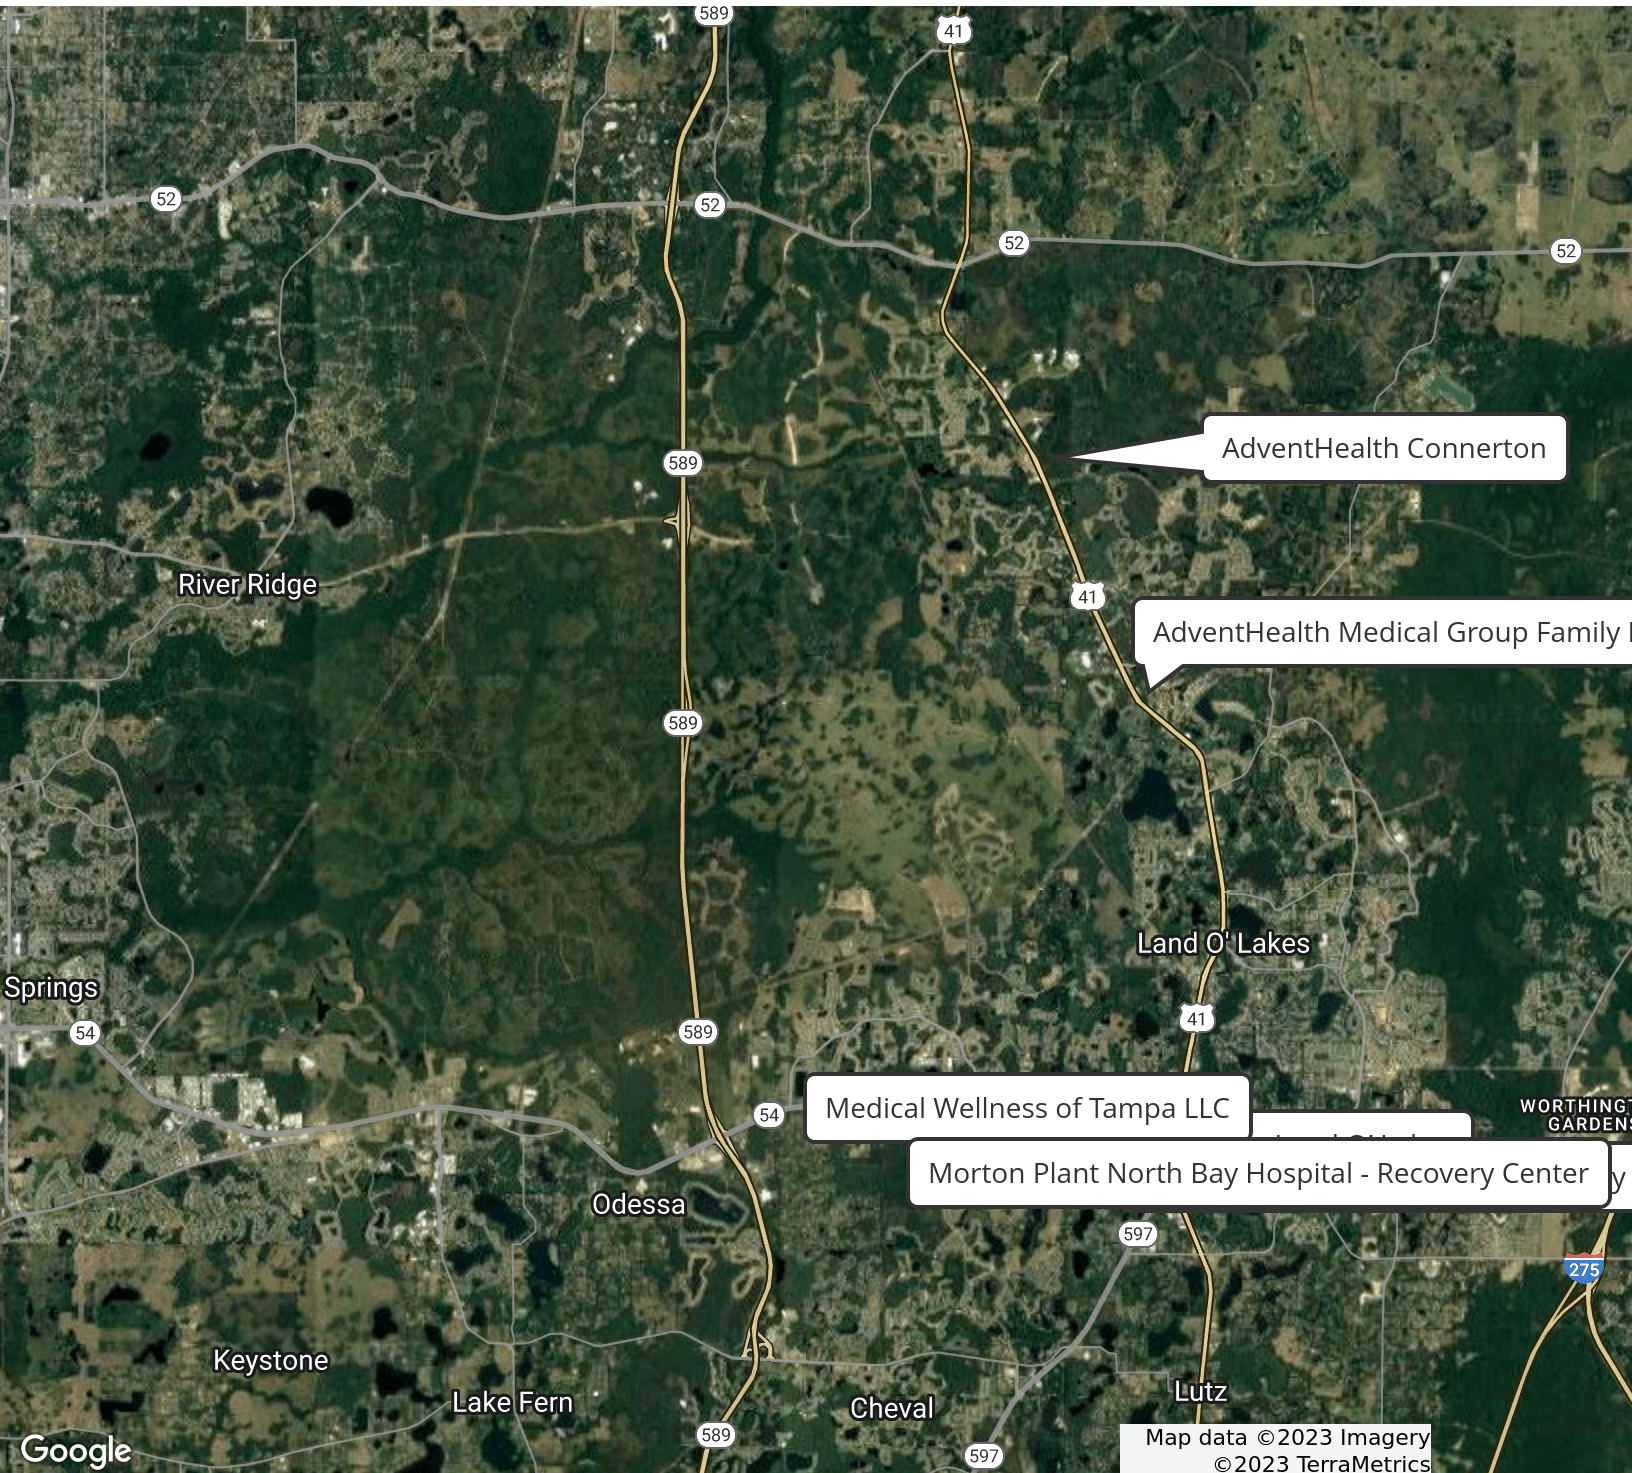 589
41
52
52
52
52
AdventHealth Connerton
589
River Ridge
41
AdventHealth Medical Group Family
589
Land O' Lakes
Springs
54
589
41
Medical Wellness of Tampa LLC
54
WORTHINGT
GARDENS
Morton Plant North Bay Hospital - Recovery Center
y
Odessa
597
275
Keystone
Lake Fern
Cheval
Lutz
589
597
Google
Map data ©2023 Imagery
©2023 TerraMetrics